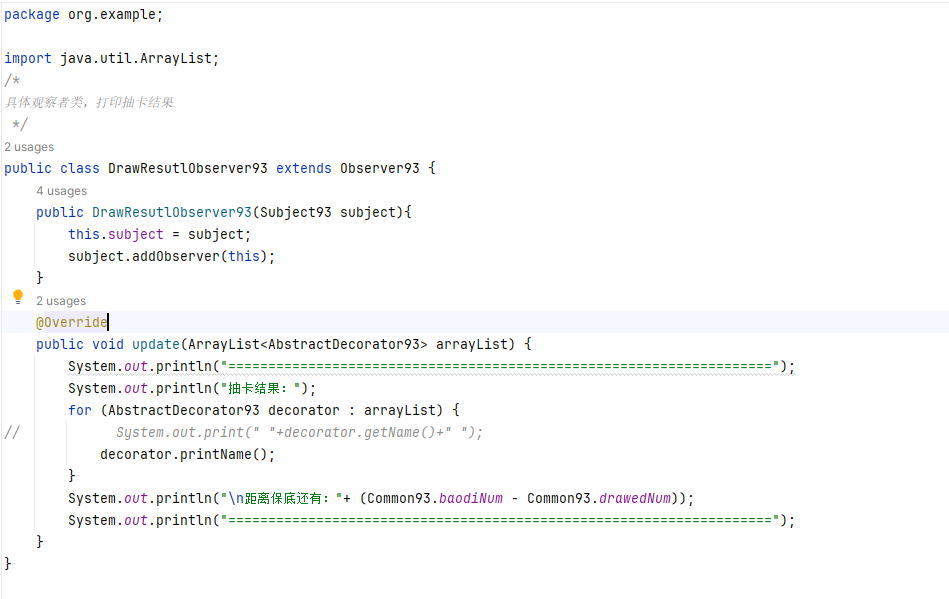 package org.example;
import java.util.ArrayList;
/*
具体观察者类，打印抽卡结果
*/
2 usages
public class DrawResutlObserver93 extends Observer93 {
4 usages
public DrawResutlObserver93(Subject93 subject){
this.subject = subject;
subject.addObserver(this);
}
2 usages
@Override
public void update(ArrayList<AbstractDecorator93> arrayList) {
System.out.println("====================================================================");
System.out.println("抽卡结果：");
for (AbstractDecorator93 decorator : arrayList) {
// System.out.print(" "+decorator.getName()+" ");
decorator.printName();
}
System.out.println("\n距离保底还有："+ (Common93.baodiNum - Common93.drawedNum));
System.out.println("====================================================================");
}
}